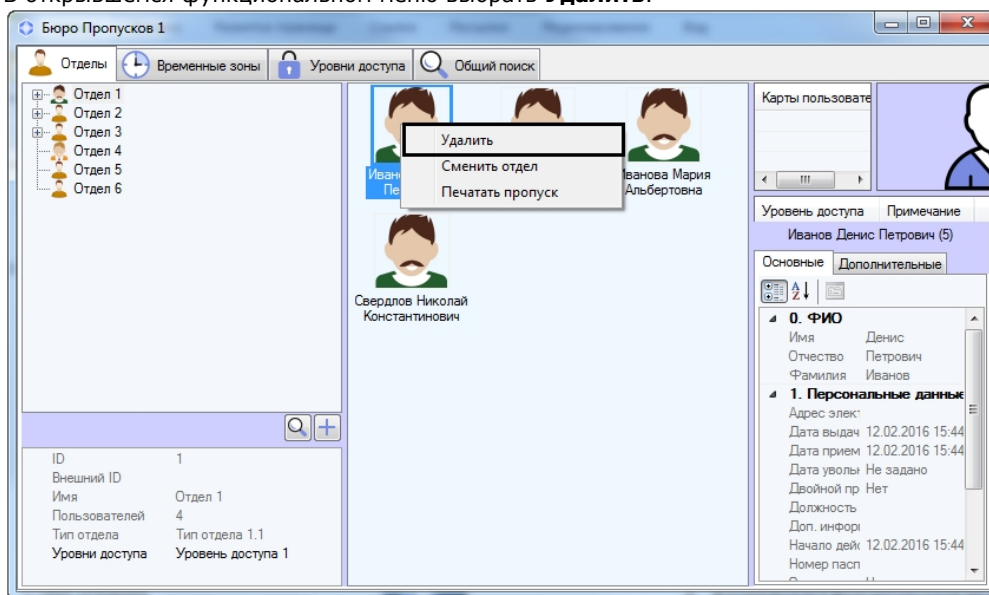 В открывшемся функциональном меню выбрать Удалить.
Бюро Пропусков 1
Отделы
Временные зоны
Уровни доступа
Общий поиск
Отдел 1
Отдел 2
Отдел 3
Отдел 4
Отдел 5
Отдел 6
Удалить
Сменить отдел
Печатать пропуск
Иван
Пе
Иванова Мария
Альбертовна
Свердлов Николай
Константинович
Карты пользовате
Уровень доступа Примечание
Иванов Денис Петрович (5)
Основные Дополнительные
0. ФИО
Имя Денис
Отчество Петрович
Фамилия Иванов
1. Персональные данные
Адрес элек
Дата выдач 12.02.2016 15:44
Дата прием 12.02.2016 15:44
Дата уволь Не задано
Двойной пр Нет
Должность
Доп. инфор
Начало дей 12.02.2016 15:44
Номер пасп
ID 1
Внешний ID
Имя Отдел 1
Пользователей 4
Тип отдела Тип отдела 1.1
Уровни доступа Уровень доступа 1